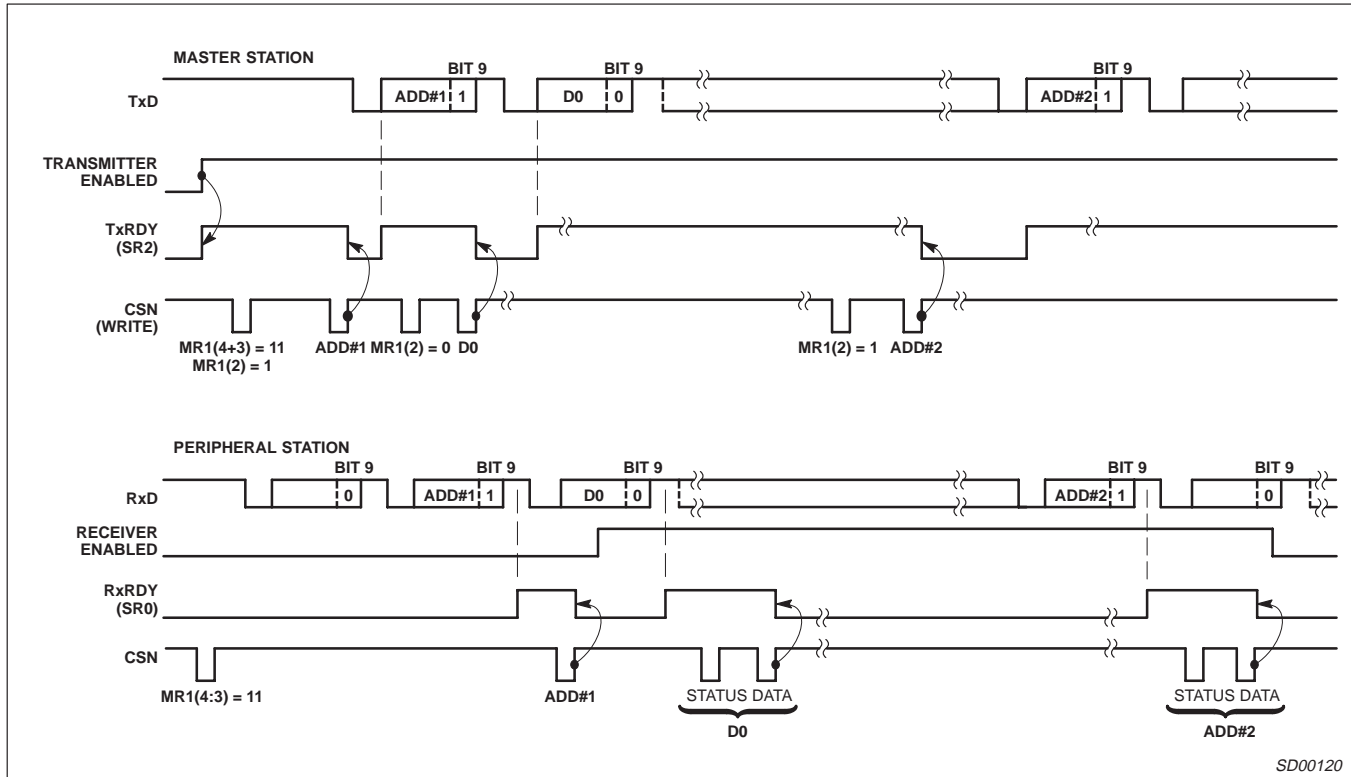 MASTER STATION
BIT 9 BIT 9 BIT 9
TxD ADD#1 1 D0 0 ADD#2 1
TRANSMITTER
ENABLED
TxRDY
(SR2)
CSN
(WRITE)
MR1(4+3) = 11 ADD#1 MR1(2) = 0 D0 MR1(2) = 1 ADD#2
MR1(2) = 1
PERIPHERAL STATION
BIT 9 BIT 9 BIT 9 BIT 9 BIT 9
RxD 0 ADD#1 1 D0 0 ADD#2 1 0
RECEIVER
ENABLED
RxRDY
(SR0)
CSN
MR1(4:3) = 11 ADD#1 STATUS DATA STATUS DATA
D0 ADD#2
SD00120